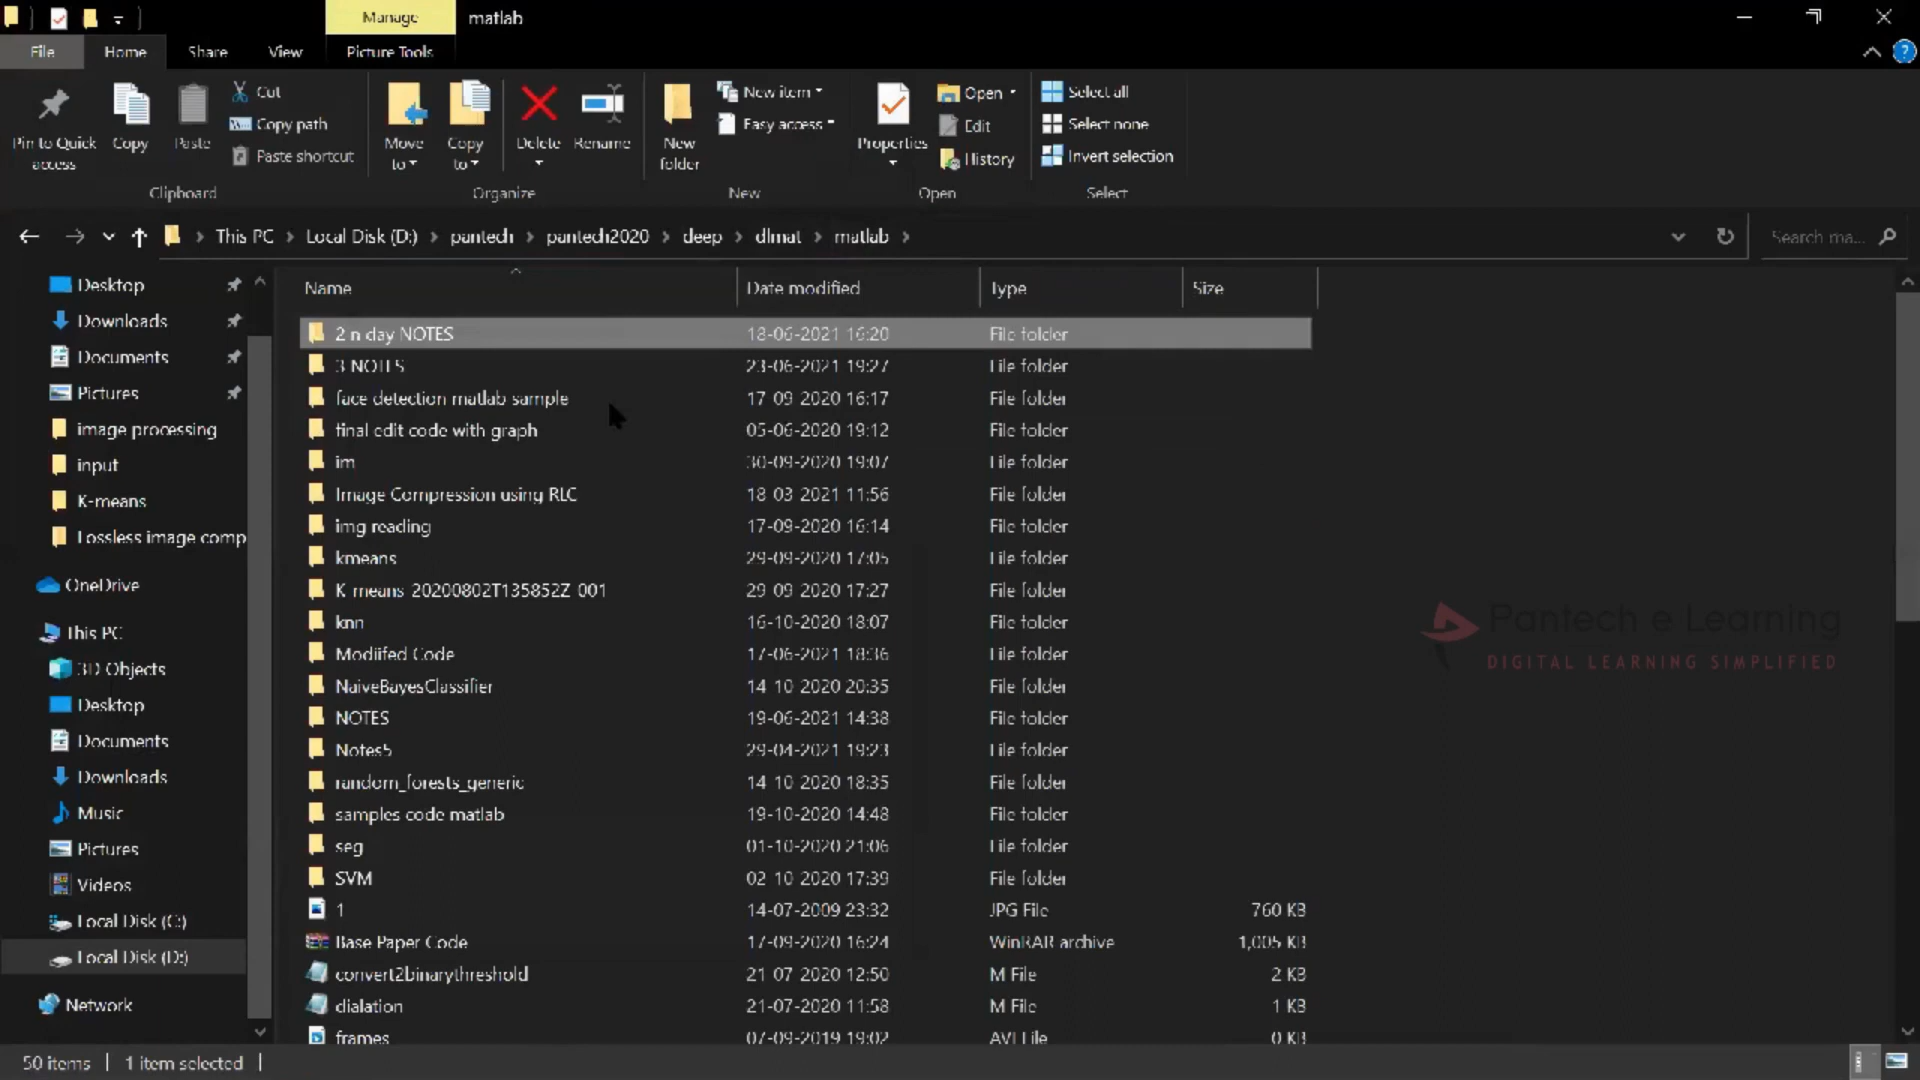 Manage
matlab
File
Home
Share
View
Picture Tools
Pin to Quick access
Copy
Paste
Cut
Copy path
Paste shortcut
Move to
Copy to
Delete
Rename
New folder
New item
Easy access
Properties
Open
Edit
History
Select all
Select none
Invert selection
Clipboard
Organize
New
Open
Select
This PC
Local Disk (D:)
pantech
pantech2020
deep
dlmat
matlab
Search ma...
Desktop
Downloads
Documents
Pictures
image processing
input
K-means
Lossless image comp
OneDrive
This PC
3D Objects
Desktop
Documents
Downloads
Music
Pictures
Videos
Local Disk (C:)
Local Disk (D:)
Network
Name Date modified Type Size
2 n day NOTES 18-06-2021 16:20 File folder
3 NOTES 23-06-2021 19:27 File folder
face detection matlab sample 17-09-2020 16:17 File folder
final edit code with graph 05-06-2020 19:12 File folder
im 30-09-2020 19:07 File folder
Image Compression using RLC 18-03-2021 11:56 File folder
img reading 17-09-2020 16:14 File folder
kmeans 29-09-2020 17:05 File folder
K-means-20200802T135852Z-001 29-09-2020 17:27 File folder
knn 16-10-2020 18:07 File folder
Modiifed Code 17-06-2021 18:36 File folder
NaiveBayesClassifier 14-10-2020 20:35 File folder
NOTES 19-06-2021 14:38 File folder
Notes5 29-04-2021 19:23 File folder
random_forests_generic 14-10-2020 18:35 File folder
samples code matlab 19-10-2020 14:48 File folder
seg 01-10-2020 21:06 File folder
SVM 02-10-2020 17:39 File folder
1 14-07-2009 23:32 JPG File 760 KB
Base Paper Code 17-09-2020 16:24 WinRAR archive 1,005 KB
convert2binarythreshold 21-07-2020 12:50 M File 2 KB
dialation 21-07-2020 11:58 M File 1 KB
frames 07-09-2019 19:02 AVI File 0 KB
Pantech e Learning
DIGITAL LEARNING SIMPLIFIED
50 items
1 item selected